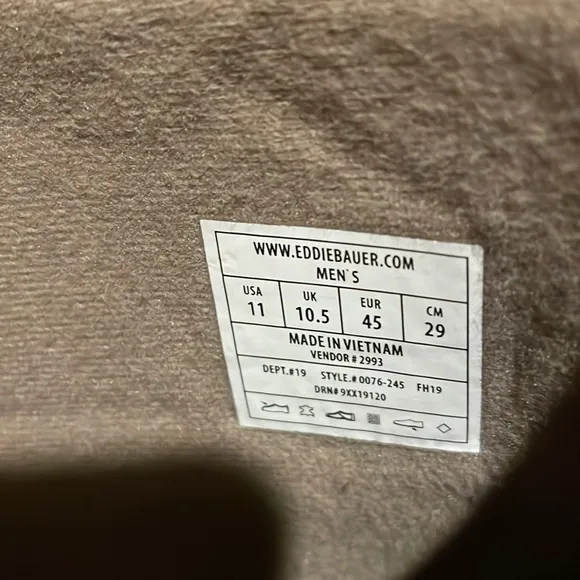 WWW.EDDIEBAUER.COM
MEN'S
USA UK EUR CM
11 10.5 45 29
MADE IN VIETNAM
VENDOR # 2993
DEPT.#19 STYLE.# 0076-245 FH19
DRN# 9XX19120